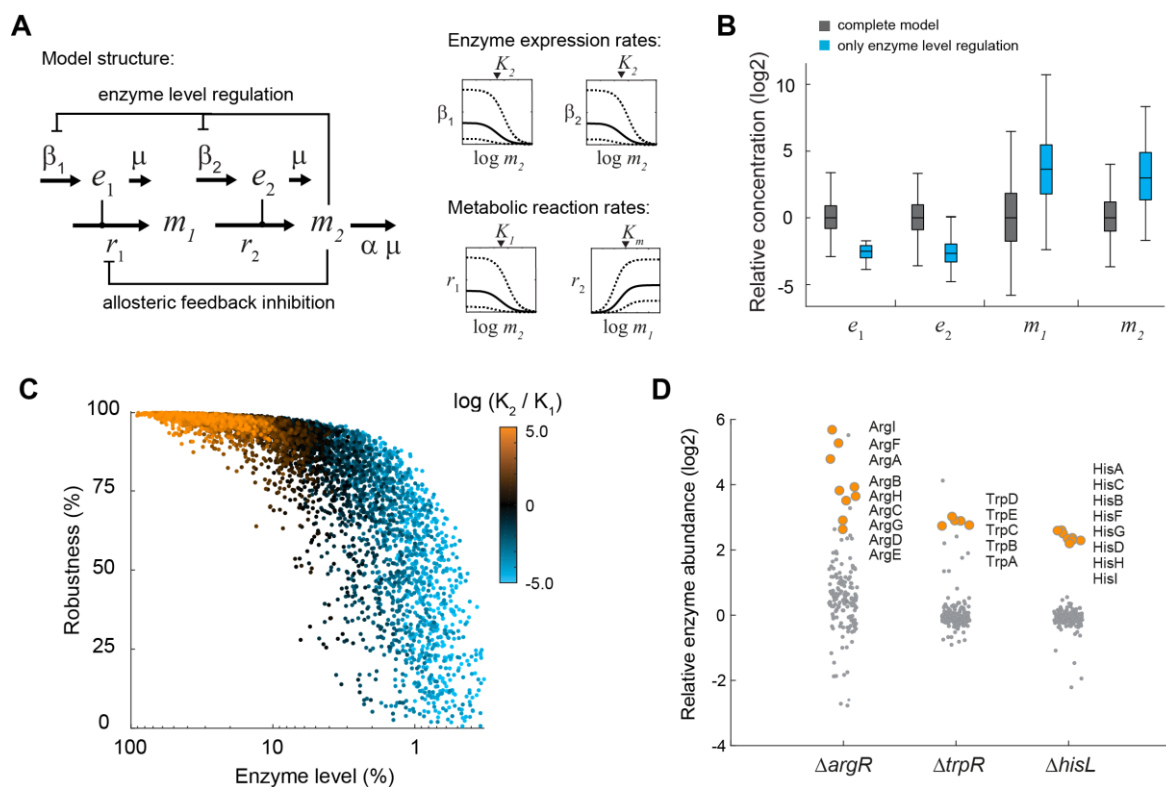 A
Model structure:
enzyme level regulation
β1 e1 μ β2 e2 μ
r1 m1 r2 m2 α μ
allosteric feedback inhibition
Enzyme expression rates:
K2 K2
β1 β2
log m2 log m2
Metabolic reaction rates:
K1 Km
r1 r2
log m2 log m1
B
complete model
only enzyme level regulation
Relative concentration (log2)
10
5
0
-5
e1 e2 m1 m2
C
log (K2 / K1)
5.0
0
-5.0
Robustness (%)
100
75
50
25
0
100 10 1
Enzyme level (%)
D
Relative enzyme abundance (log2)
6
4
2
0
-2
-4
ArgI
ArgF
ArgA
ArgB
ArgH
ArgC
ArgG
ArgD
ArgE
TrpD
TrpE
TrpC
TrpB
TrpA
HisA
HisC
HisB
HisF
HisG
HisD
HisH
HisI
ΔargR ΔtrpR ΔhisL